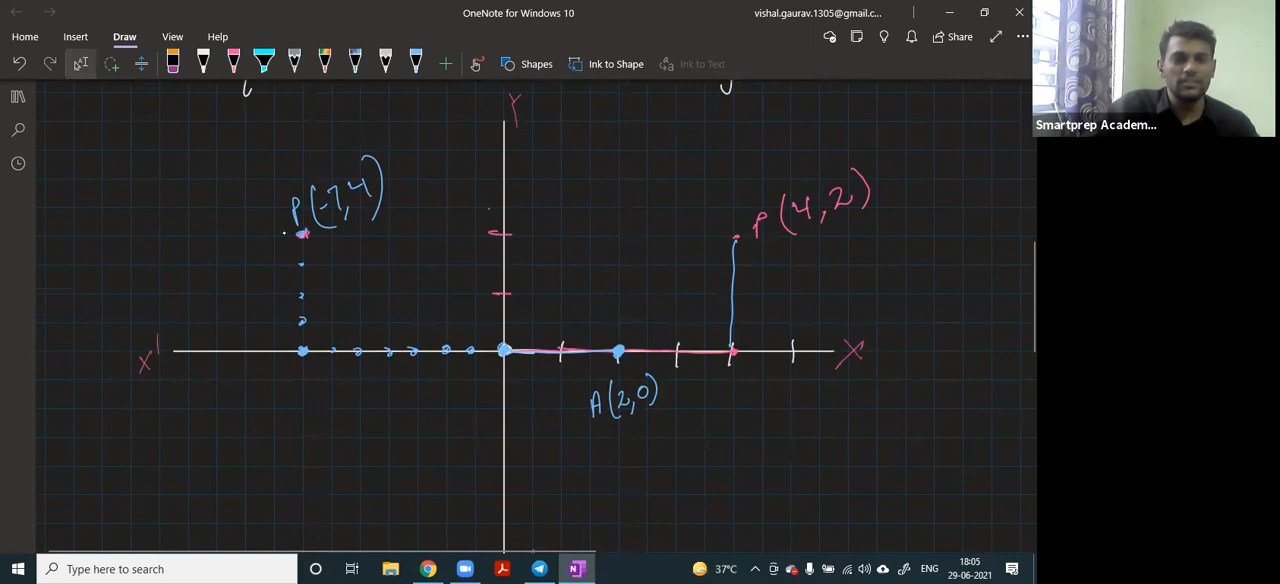 OneNote for Windows 10
vishal.gaurav.1305@gmail.c...
Home Insert Draw View Help
Share
Shapes
Ink to Shape
Ink to Text
Smartprep Academ...
Y
P(-7,4)
P(4,2)
X'
X
A(2,0)
Type here to search
37°C
ENG
18:05
29-06-2021